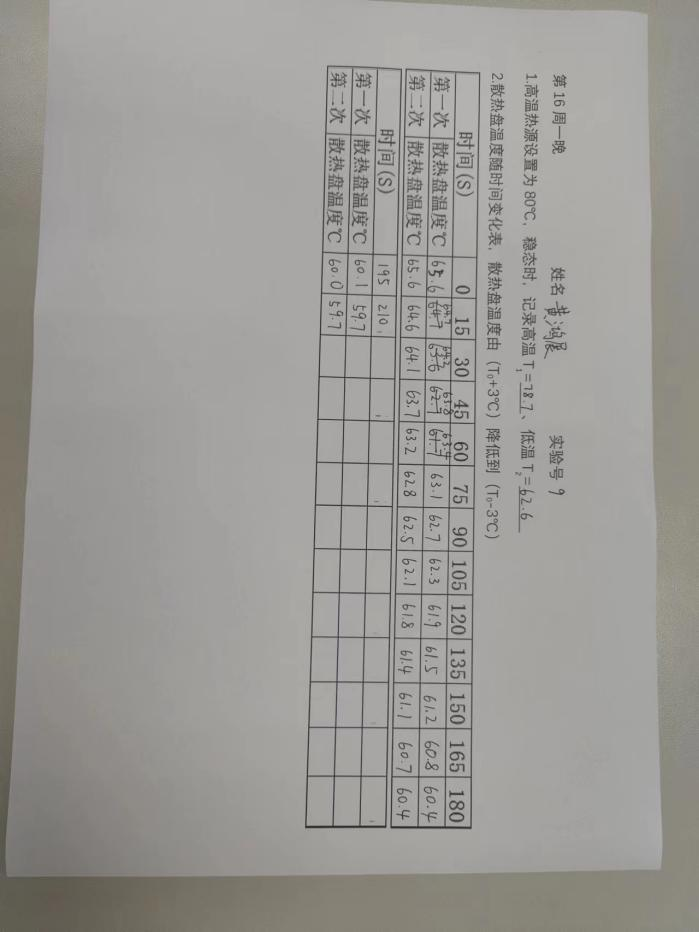 第 16 周一晚 姓名 黄鸿展 实验号 9
1.高温热源设置为 80℃，稳态时，记录高温 T₁=78.7、低温 T₂=62.6
2.散热盘温度随时间变化表，散热盘温度由（T₀+3℃）降低到（T₀-3℃）
时间(S) 0 15 30 45 60 75 90 105 120 135 150 165 180
第一次 散热盘温度℃ 65.6 64.7 64.2 63.8 63.4 63.1 62.7 62.3 61.9 61.5 61.2 60.8 60.4
第二次 散热盘温度℃ 65.6 64.6 64.1 63.7 63.2 62.8 62.5 62.1 61.8 61.4 61.1 60.7 60.4
时间(S) 195 210
第一次 散热盘温度℃ 60.1 59.7
第二次 散热盘温度℃ 60.0 59.7